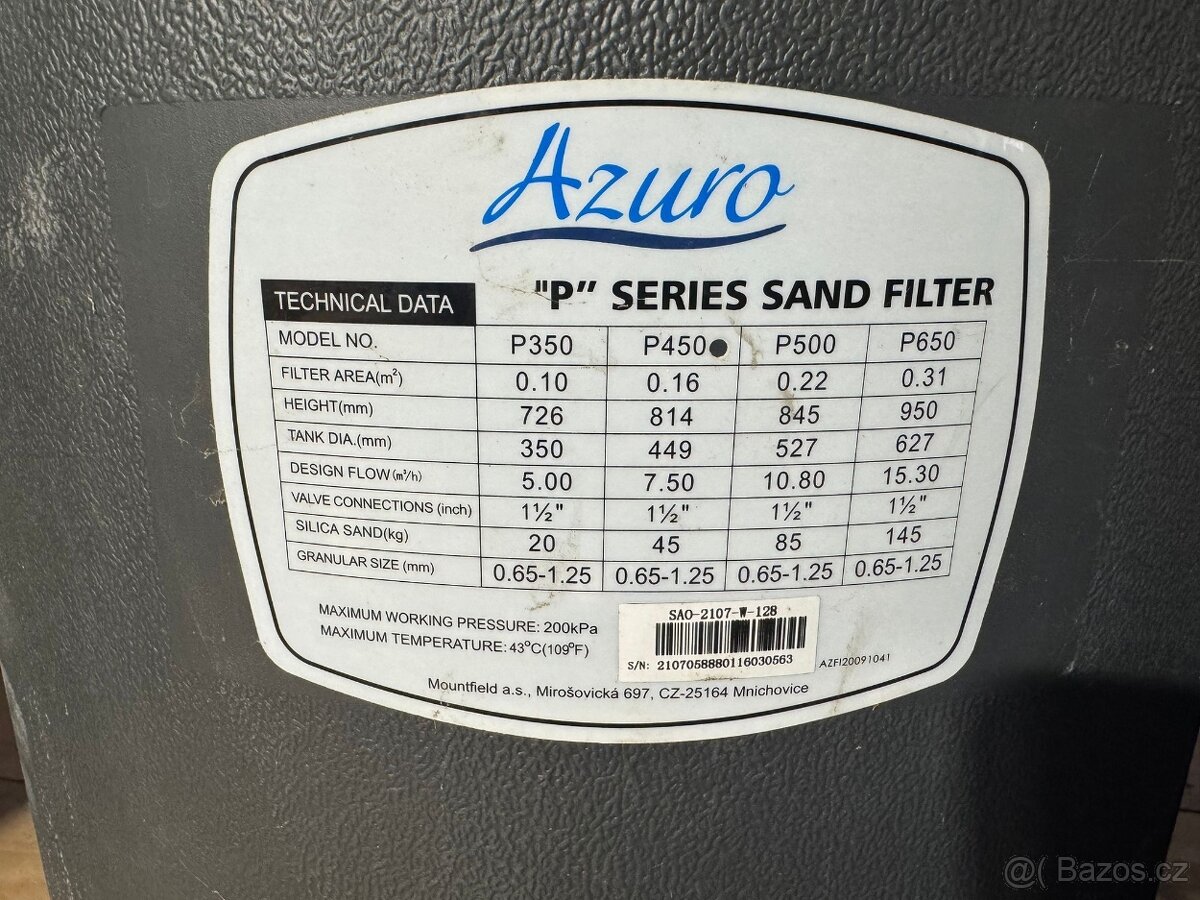 Azuro
"P” SERIES SAND FILTER
TECHNICAL DATA
MODEL NO. P350 P450● P500 P650
FILTER AREA(m²) 0.10 0.16 0.22 0.31
HEIGHT(mm) 726 814 845 950
TANK DIA.(mm) 350 449 527 627
DESIGN FLOW(m³/h) 5.00 7.50 10.80 15.30
VALVE CONNECTIONS (inch) 1½" 1½" 1½" 1½"
SILICA SAND(kg) 20 45 85 145
GRANULAR SIZE (mm) 0.65-1.25 0.65-1.25 0.65-1.25 0.65-1.25
MAXIMUM WORKING PRESSURE: 200kPa
MAXIMUM TEMPERATURE: 43°C(109°F)
SAO-2107-W-128
S/N: 2107058880116030563
AZFI20091041
Mountfield a.s., Mirošovická 697, CZ-25164 Mnichovice
@( Bazos.cz